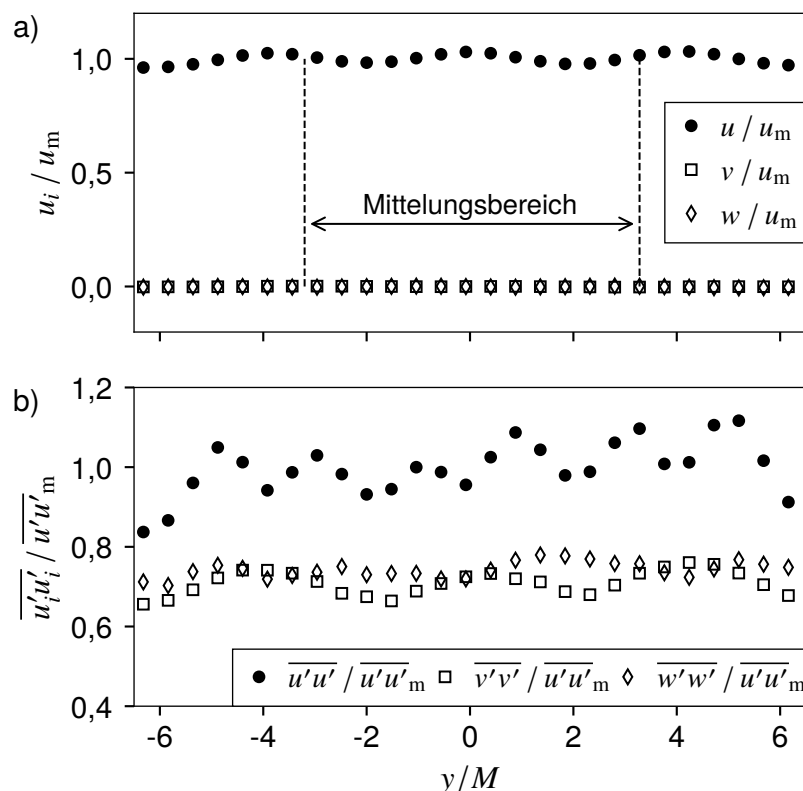 a)
1,0
0,5
0,0
u_i / u_m
Mittelungsbereich
u / u_m
v / u_m
w / u_m
b)
1,2
1,0
0,8
0,6
0,4
\overline{u'_i u'_i} / \overline{u'u'}_m
\overline{u'u'} / \overline{u'u'}_m \overline{v'v'} / \overline{u'u'}_m \overline{w'w'} / \overline{u'u'}_m
-6 -4 -2 0 2 4 6
y/M